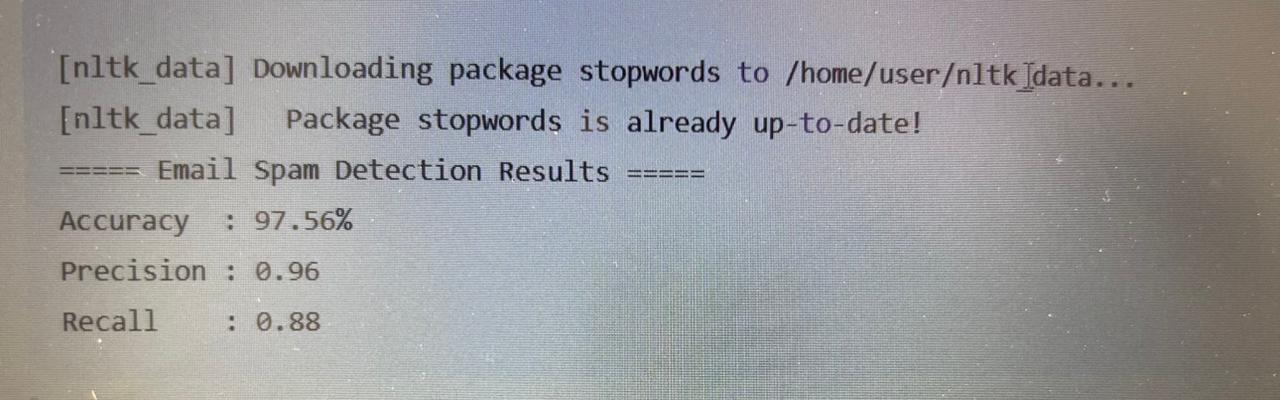 [nltk_data] Downloading package stopwords to /home/user/nltk_data...
[nltk_data]   Package stopwords is already up-to-date!
===== Email Spam Detection Results =====
Accuracy  : 97.56%
Precision : 0.96
Recall    : 0.88